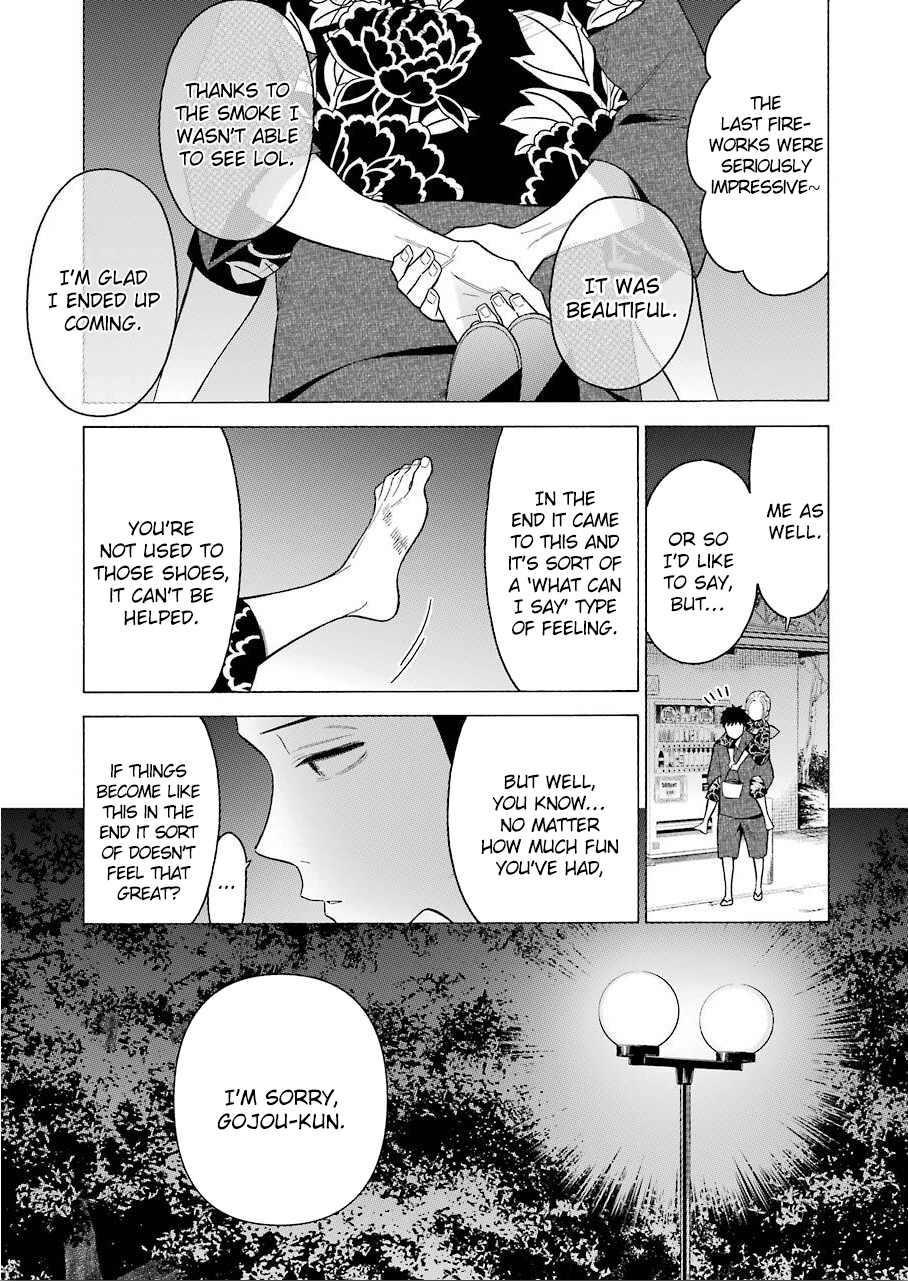 THE
LAST FIRE-
WORKS WERE
SERIOUSLY
IMPRESSIVE~
THANKS TO
THE SMOKE I
WASN'T ABLE
TO SEE LOL.
IT WAS
BEAUTIFUL.
I'M GLAD
I ENDED UP
COMING.
ME AS
WELL.
OR SO
I'D LIKE
TO SAY,
BUT...
IN THE
END IT CAME
TO THIS AND
IT'S SORT OF
A 'WHAT CAN
I SAY' TYPE
OF FEELING.
YOU'RE
NOT USED TO
THOSE SHOES,
IT CAN'T BE
HELPED.
BUT WELL,
YOU KNOW...
NO MATTER
HOW MUCH FUN
YOU'VE HAD,
...
IF THINGS
BECOME LIKE
THIS IN THE
END IT SORT
OF DOESN'T
FEEL THAT
GREAT?
I'M SORRY,
GOJOU-KUN.